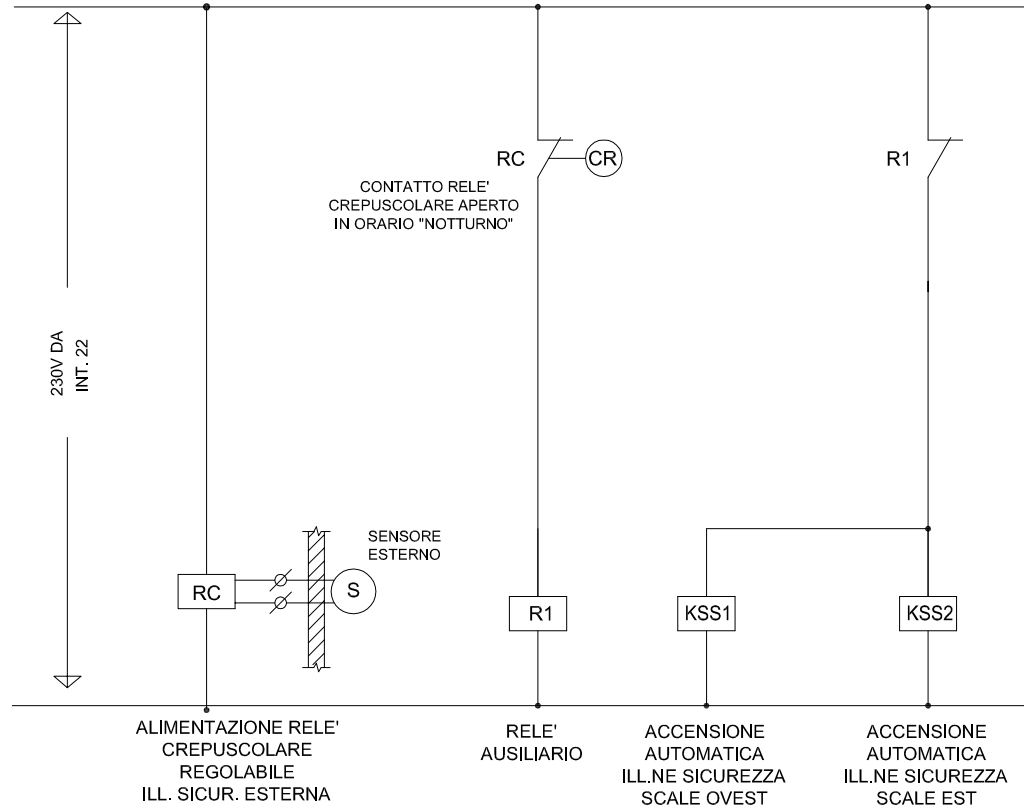 RC
CR
R1
CONTATTO RELE'
CREPUSCOLARE APERTO
IN ORARIO "NOTTURNO"
230V DA
INT. 22
SENSORE
ESTERNO
RC
S
R1
KSS1
KSS2
ALIMENTAZIONE RELE'
CREPUSCOLARE
REGOLABILE
ILL. SICUR. ESTERNA
RELE'
AUSILIARIO
ACCENSIONE
AUTOMATICA
ILL.NE SICUREZZA
SCALE OVEST
ACCENSIONE
AUTOMATICA
ILL.NE SICUREZZA
SCALE EST